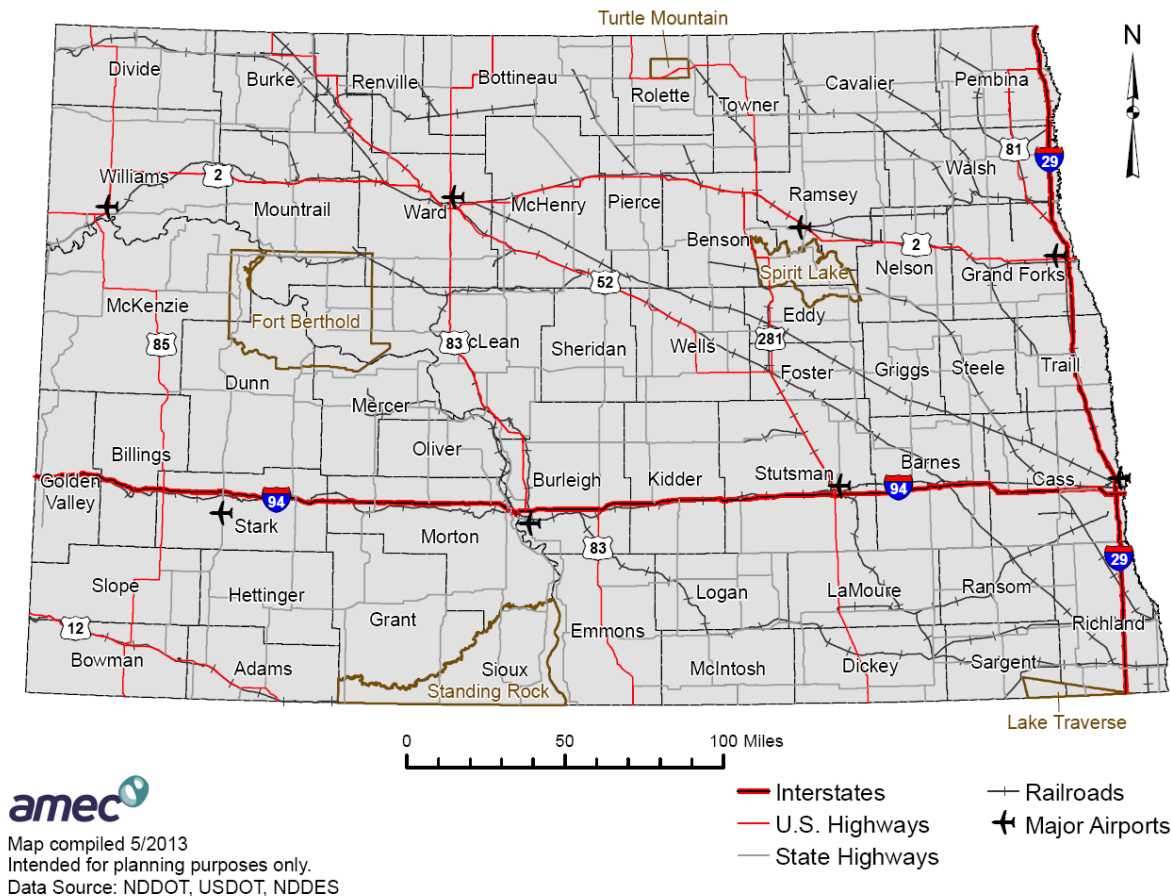 Turtle Mountain
N
Divide
Burke
Renville
Bottineau
Rolette
Towner
Cavalier
Pembina
81
29
Walsh
Williams
2
Mountrail
Ward
McHenry
Pierce
Ramsey
Benson
2
Spirit Lake
Nelson
Grand Forks
McKenzie
52
Fort Berthold
Eddy
85
83
cLean
Sheridan
Wells
281
Foster
Griggs
Steele
Traill
Dunn
Mercer
Oliver
Billings
Golden
Valley
Burleigh
Kidder
Stutsman
Barnes
Cass
94
94
Stark
Morton
83
29
Slope
Hettinger
Grant
Logan
LaMoure
Ransom
12
Emmons
Richland
Bowman
Adams
Sioux
McIntosh
Dickey
Sargent
Standing Rock
Lake Traverse
0 50 100 Miles
amec
Map compiled 5/2013
Intended for planning purposes only.
Data Source: NDDOT, USDOT, NDDES
Interstates
U.S. Highways
State Highways
Railroads
Major Airports